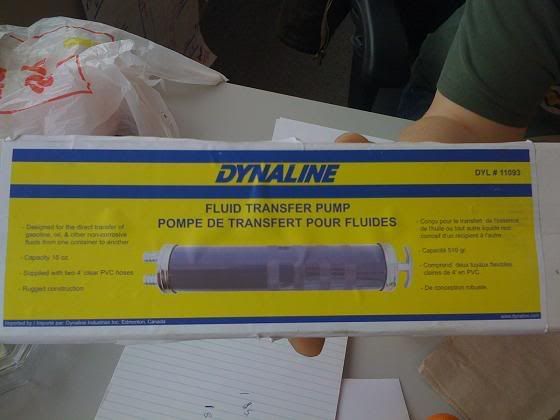 DYNALINE
DYL # 11093
FLUID TRANSFER PUMP
POMPE DE TRANSFERT POUR FLUIDES
- Designed for the direct transfer of
gasoline, oil, & other non-corrosive
fluids from one container to another
- Capacity 18 oz.
- Supplied with two 4' clear PVC hoses
- Rugged construction
- Conçu pour le transfert de l'essence
de l'huile ou tout autre liquide non
corrosif d'un récipient à l'autre
- Capacité 510 gr.
- Comprend deux tuyaux flexibles
claires de 4' en PVC
- De conception robuste
Imported by / Importé par: Dynaline Industries Inc. Edmonton, Canada
www.dynaline.com